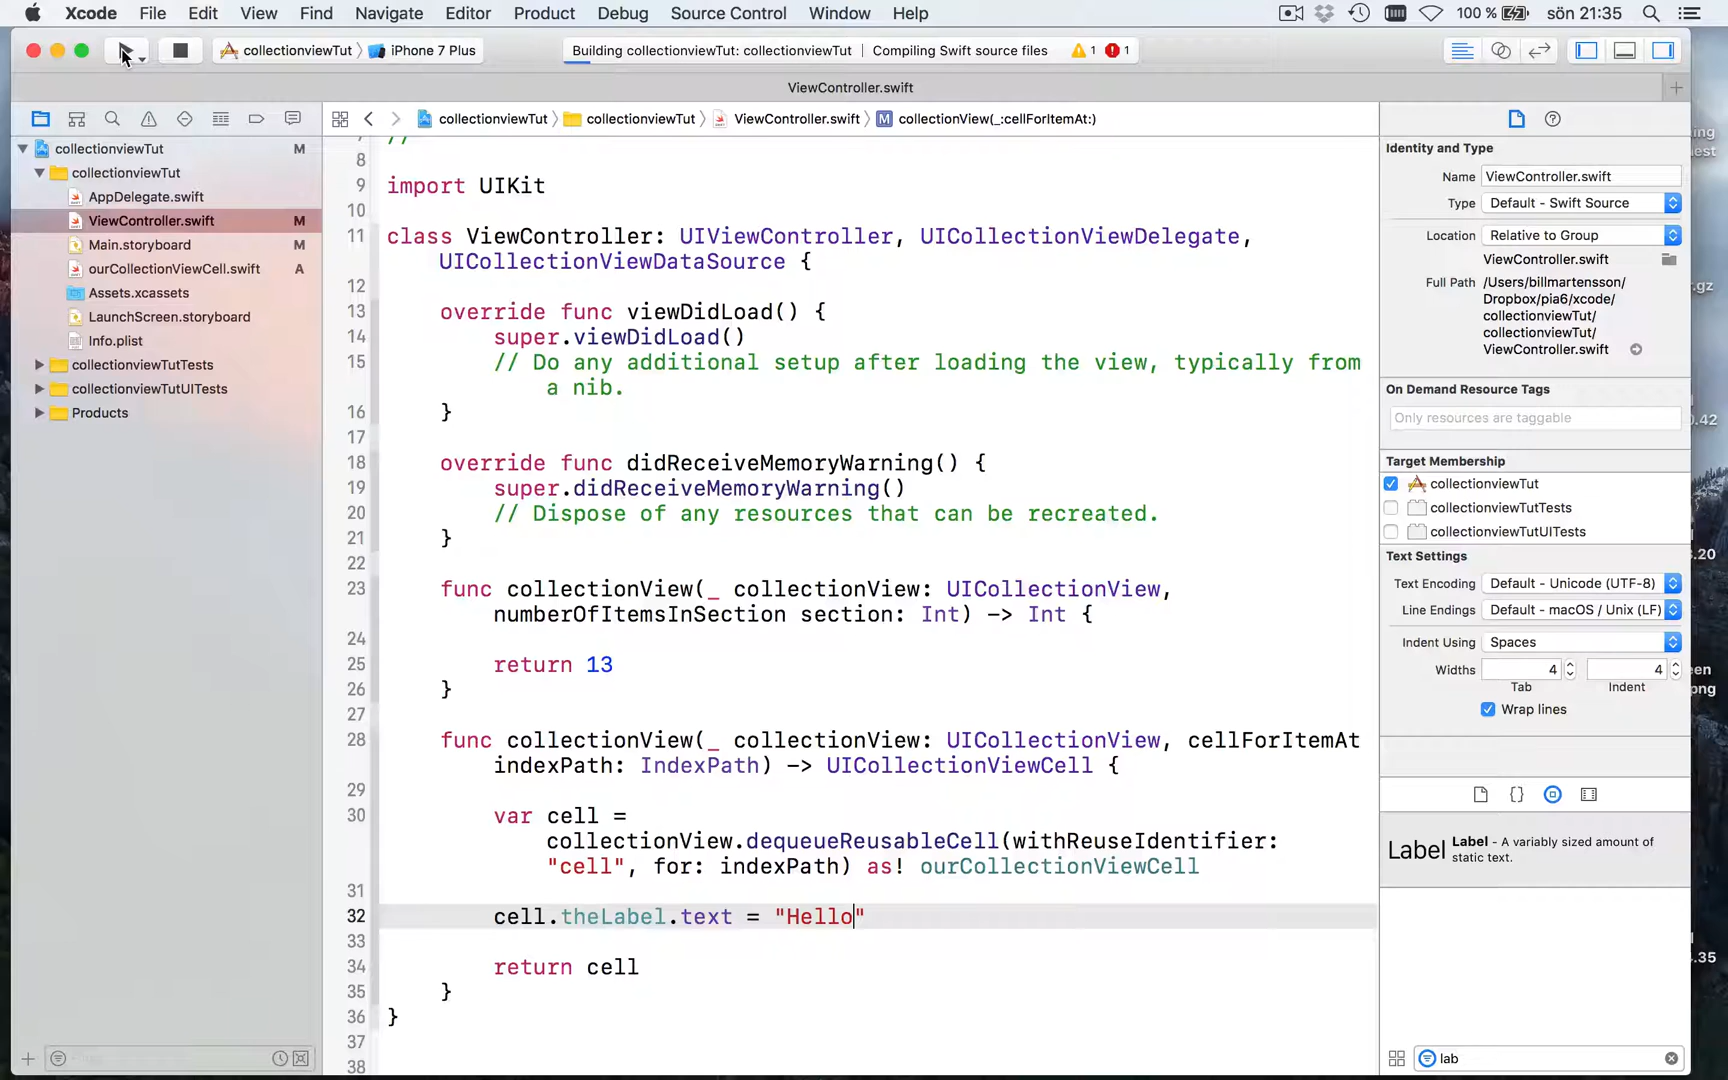 Xcode File Edit View Find Navigate Editor Product Debug Source Control Window Help 100 % sön 21:35
collectionviewTut iPhone 7 Plus Building collectionviewTut: collectionviewTut Compiling Swift source files 1 1
ViewController.swift
collectionviewTut collectionviewTut ViewController.swift M collectionView(_:cellForItemAt:)
collectionviewTut M
collectionviewTut
AppDelegate.swift
ViewController.swift M
Main.storyboard M
ourCollectionViewCell.swift A
Assets.xcassets
LaunchScreen.storyboard
Info.plist
collectionviewTutTests
collectionviewTutUITests
Products
7 //
8
9 import UIKit
10
11 class ViewController: UIViewController, UICollectionViewDelegate,
UICollectionViewDataSource {
12
13 override func viewDidLoad() {
14 super.viewDidLoad()
15 // Do any additional setup after loading the view, typically from
a nib.
16 }
17
18 override func didReceiveMemoryWarning() {
19 super.didReceiveMemoryWarning()
20 // Dispose of any resources that can be recreated.
21 }
22
23 func collectionView(_ collectionView: UICollectionView,
numberOfItemsInSection section: Int) -> Int {
24
25 return 13
26 }
27
28 func collectionView(_ collectionView: UICollectionView, cellForItemAt
indexPath: IndexPath) -> UICollectionViewCell {
29
30 var cell =
collectionView.dequeueReusableCell(withReuseIdentifier:
"cell", for: indexPath) as! ourCollectionViewCell
31
32 cell.theLabel.text = "Hello"
33
34 return cell
35 }
36 }
37
38
Identity and Type
Name ViewController.swift
Type Default - Swift Source
Location Relative to Group
ViewController.swift
Full Path /Users/billmartensson/
Dropbox/pia6/xcode/
collectionviewTut/
collectionviewTut/
ViewController.swift
On Demand Resource Tags
Only resources are taggable
Target Membership
collectionviewTut
collectionviewTutTests
collectionviewTutUITests
Text Settings
Text Encoding Default - Unicode (UTF-8)
Line Endings Default - macOS / Unix (LF)
Indent Using Spaces
Widths 4 4
Tab Indent
Wrap lines
{}
Label Label - A variably sized amount of
static text.
lab